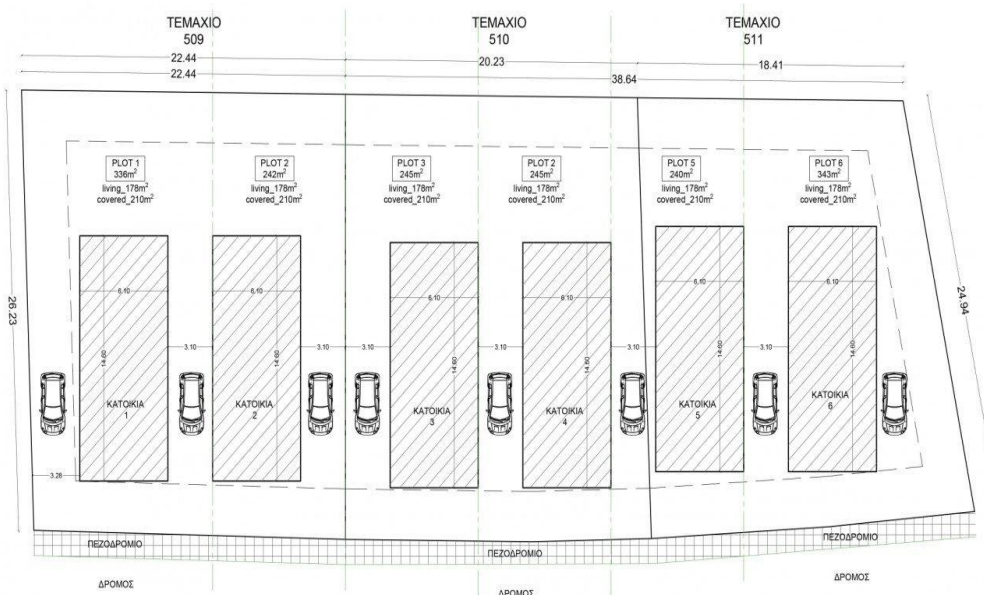 ΤΕΜΑΧΙΟ
509
ΤΕΜΑΧΙΟ
510
ΤΕΜΑΧΙΟ
511
22.44
20.23
18.41
22.44
38.64
PLOT 1
336m²
living_178m²
covered_210m²
PLOT 2
242m²
living_178m²
covered_210m²
PLOT 3
245m²
living_178m²
covered_210m²
PLOT 2
245m²
living_178m²
covered_210m²
PLOT 5
240m²
living_178m²
covered_210m²
PLOT 6
343m²
living_178m²
covered_210m²
26.23
24.94
6.10
6.10
6.10
6.10
6.10
6.10
3.10
3.10
3.10
3.10
3.10
14.60
14.60
14.60
14.60
14.60
14.60
ΚΑΤΟΙΚΙΑ
1
ΚΑΤΟΙΚΙΑ
2
ΚΑΤΟΙΚΙΑ
3
ΚΑΤΟΙΚΙΑ
4
ΚΑΤΟΙΚΙΑ
5
ΚΑΤΟΙΚΙΑ
6
3.10
3.28
ΠΕΖΟΔΡΟΜΙΟ
ΠΕΖΟΔΡΟΜΙΟ
ΠΕΖΟΔΡΟΜΙΟ
ΔΡΟΜΟΣ
ΔΡΟΜΟΣ
ΔΡΟΜΟΣ